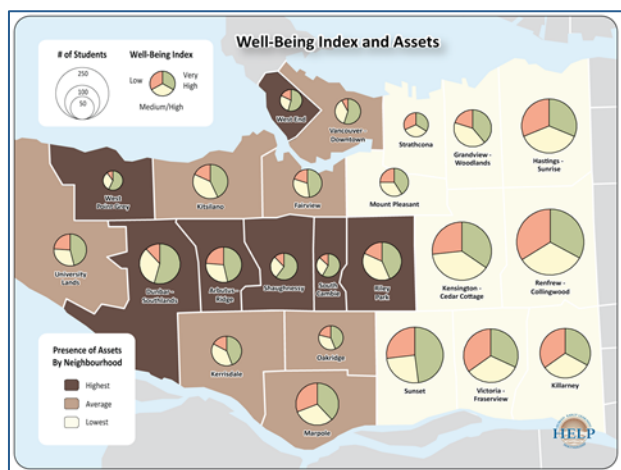 Well-Being Index and Assets
# of Students
250
100
50
Well-Being Index
Low
Very
High
Medium/High
West End
Vancouver -
Downtown
Strathcona
Grandview -
Woodlands
Hastings -
Sunrise
West
Point Grey
Kitsilano
Fairview
Mount Pleasant
University
Lands
Dunbar -
Southlands
Arbutus -
Ridge
Shaughnessy
South
Cambie
Riley
Park
Kensington -
Cedar Cottage
Renfrew -
Collingwood
Kerrisdale
Oakridge
Marpole
Sunset
Victoria -
Fraserview
Killarney
Presence of Assets
By Neighbourhood
Highest
Average
Lowest
HELP